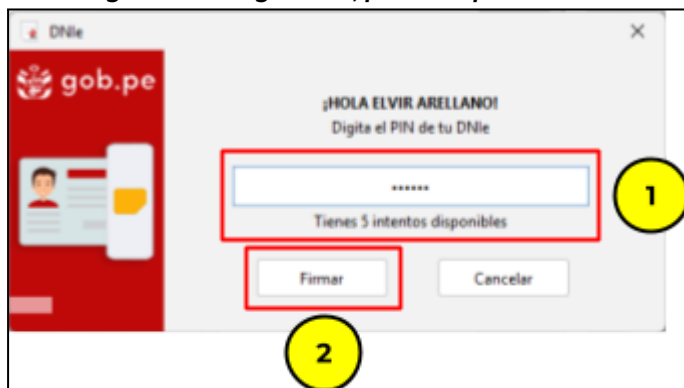 DNIe
gob.pe
¡HOLA ELVIR ARELLANO!
Digita el PIN de tu DNIe
••••••
Tienes 5 intentos disponibles
1
Firmar
Cancelar
2